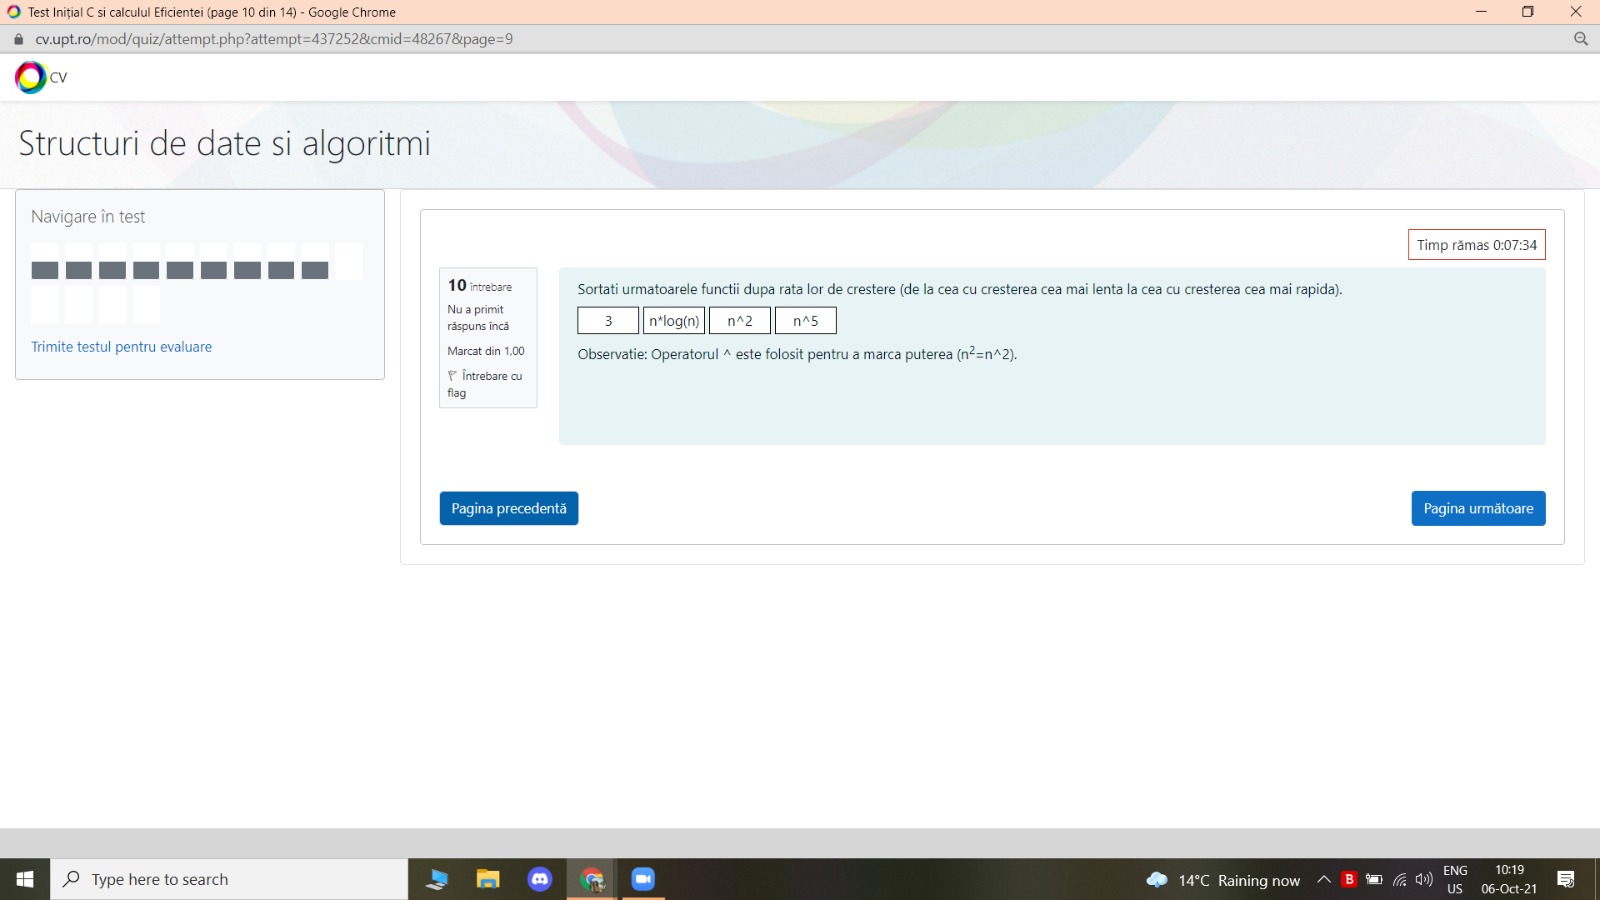 Test Inițial C si calculul Eficientei (page 10 din 14) - Google Chrome
cv.upt.ro/mod/quiz/attempt.php?attempt=437252&cmid=48267&page=9
CV
Structuri de date si algoritmi
Navigare în test
Trimite testul pentru evaluare
Timp rămas 0:07:34
10 întrebare
Nu a primit
răspuns încă
Marcat din 1,00
Întrebare cu
flag
Sortati urmatoarele functii dupa rata lor de crestere (de la cea cu cresterea cea mai lenta la cea cu cresterea cea mai rapida).
3 n*log(n) n^2 n^5
Observatie: Operatorul ^ este folosit pentru a marca puterea (n²=n^2).
Pagina precedentă
Pagina următoare
Type here to search
14°C Raining now
B
ENG
US
10:19
06-Oct-21